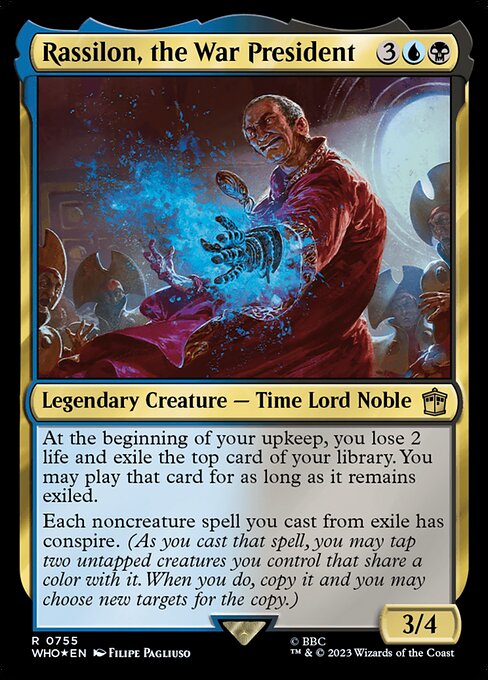 Rassilon, the War President 3
Legendary Creature — Time Lord Noble
At the beginning of your upkeep, you lose 2
life and exile the top card of your library. You
may play that card for as long as it remains
exiled.
Each noncreature spell you cast from exile has
conspire. (As you cast that spell, you may tap
two untapped creatures you control that share a
color with it. When you do, copy it and you may
choose new targets for the copy.)
3/4
R 0755
WHO★EN Filipe Pagliuso
© BBC
™ & © 2023 Wizards of the Coast